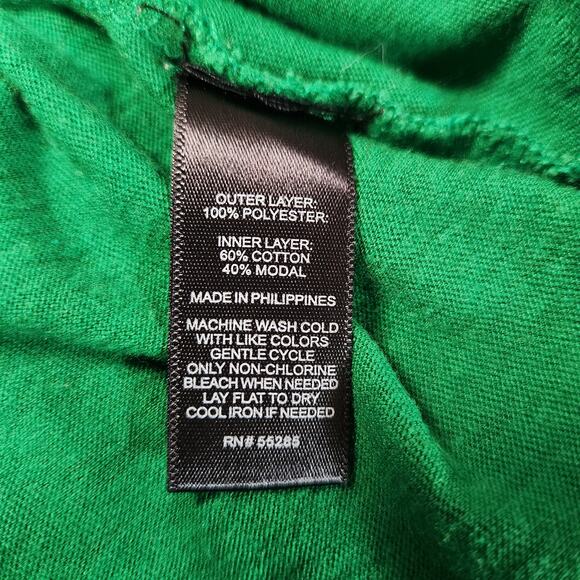 OUTER LAYER:
100% POLYESTER:
INNER LAYER:
60% COTTON
40% MODAL
MADE IN PHILIPPINES
MACHINE WASH COLD
WITH LIKE COLORS
GENTLE CYCLE
ONLY NON-CHLORINE
BLEACH WHEN NEEDED
LAY FLAT TO DRY
COOL IRON IF NEEDED
RN# 55285